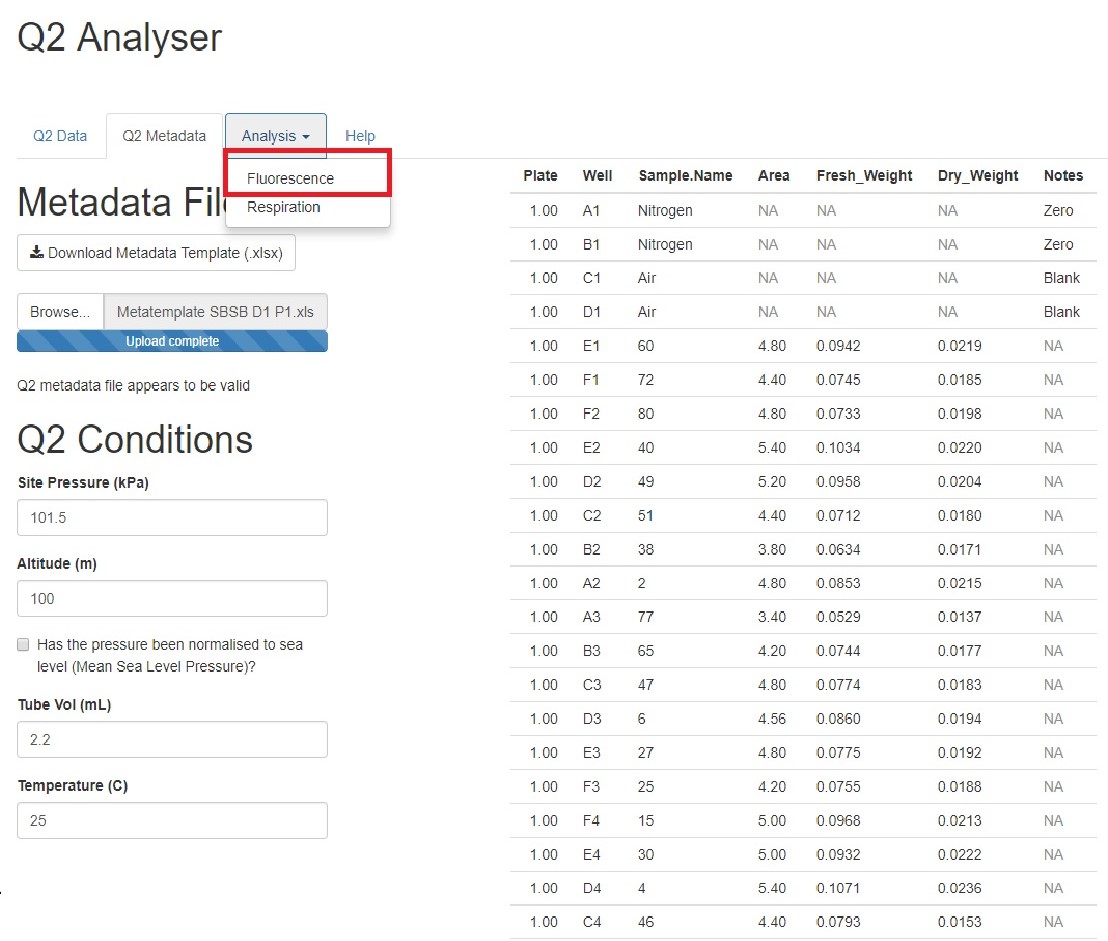 Q2 Analyser
Q2 Data Q2 Metadata Analysis Help
Fluorescence
Respiration
Metadata Fil
Download Metadata Template (.xlsx)
Browse... Metatemplate SBSB D1 P1.xls
Upload complete
Q2 metadata file appears to be valid
Q2 Conditions
Site Pressure (kPa)
101.5
Altitude (m)
100
Has the pressure been normalised to sea
level (Mean Sea Level Pressure)?
Tube Vol (mL)
2.2
Temperature (C)
25
Plate Well Sample.Name Area Fresh_Weight Dry_Weight Notes
1.00 A1 Nitrogen NA NA NA Zero
1.00 B1 Nitrogen NA NA NA Zero
1.00 C1 Air NA NA NA Blank
1.00 D1 Air NA NA NA Blank
1.00 E1 60 4.80 0.0942 0.0219 NA
1.00 F1 72 4.40 0.0745 0.0185 NA
1.00 F2 80 4.80 0.0733 0.0198 NA
1.00 E2 40 5.40 0.1034 0.0220 NA
1.00 D2 49 5.20 0.0958 0.0204 NA
1.00 C2 51 4.40 0.0712 0.0180 NA
1.00 B2 38 3.80 0.0634 0.0171 NA
1.00 A2 2 4.80 0.0853 0.0215 NA
1.00 A3 77 3.40 0.0529 0.0137 NA
1.00 B3 65 4.20 0.0744 0.0177 NA
1.00 C3 47 4.80 0.0774 0.0183 NA
1.00 D3 6 4.56 0.0860 0.0194 NA
1.00 E3 27 4.80 0.0775 0.0192 NA
1.00 F3 25 4.20 0.0755 0.0188 NA
1.00 F4 15 5.00 0.0968 0.0213 NA
1.00 E4 30 5.00 0.0932 0.0222 NA
1.00 D4 4 5.40 0.1071 0.0236 NA
1.00 C4 46 4.40 0.0793 0.0153 NA